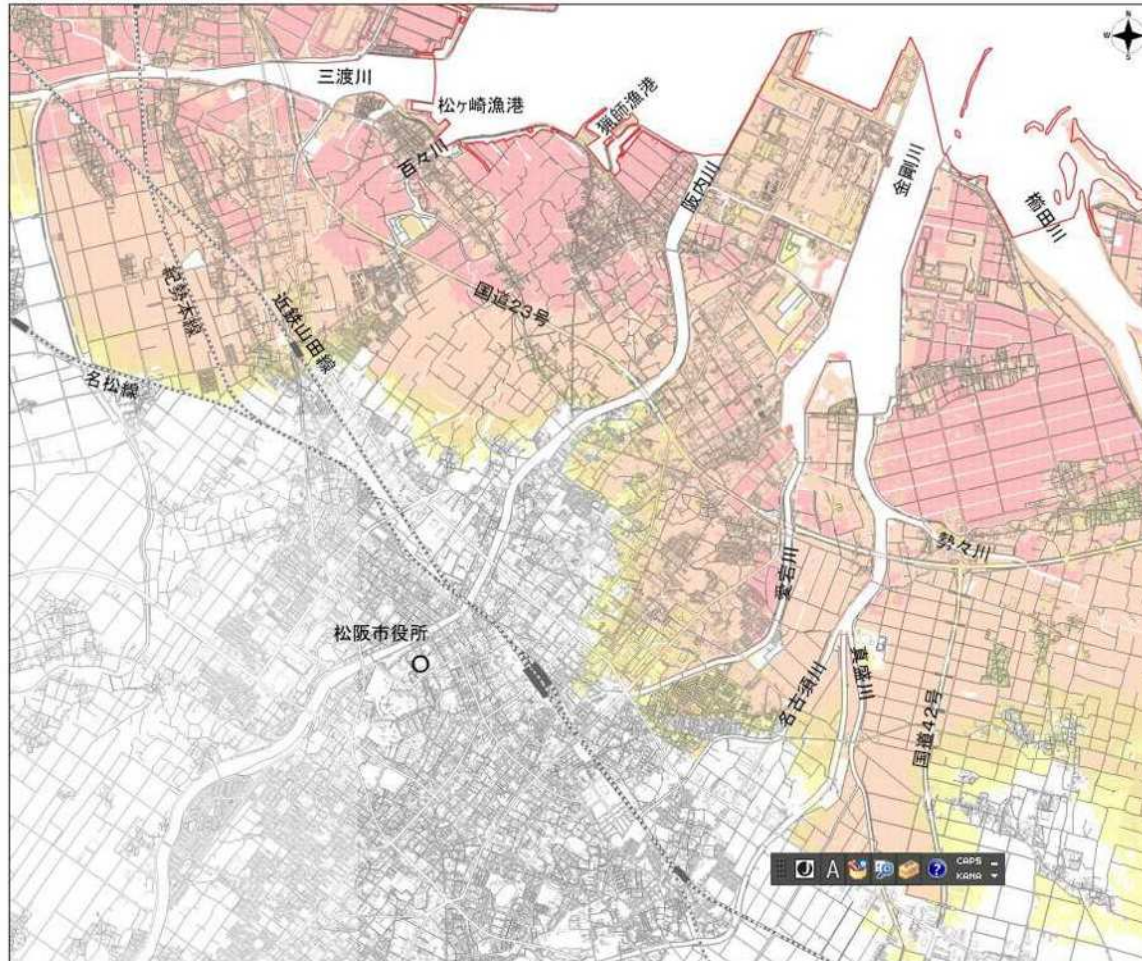 N
W
S
三渡川
松ヶ崎漁港
猟師漁港
百々川
阪内川
金剛川
櫛田川
紀勢本線
近鉄山田線
国道23号
名松線
勢々川
愛宕川
松阪市役所
名古須川
真盛川
国道42号
A
?
CAPS
KANA